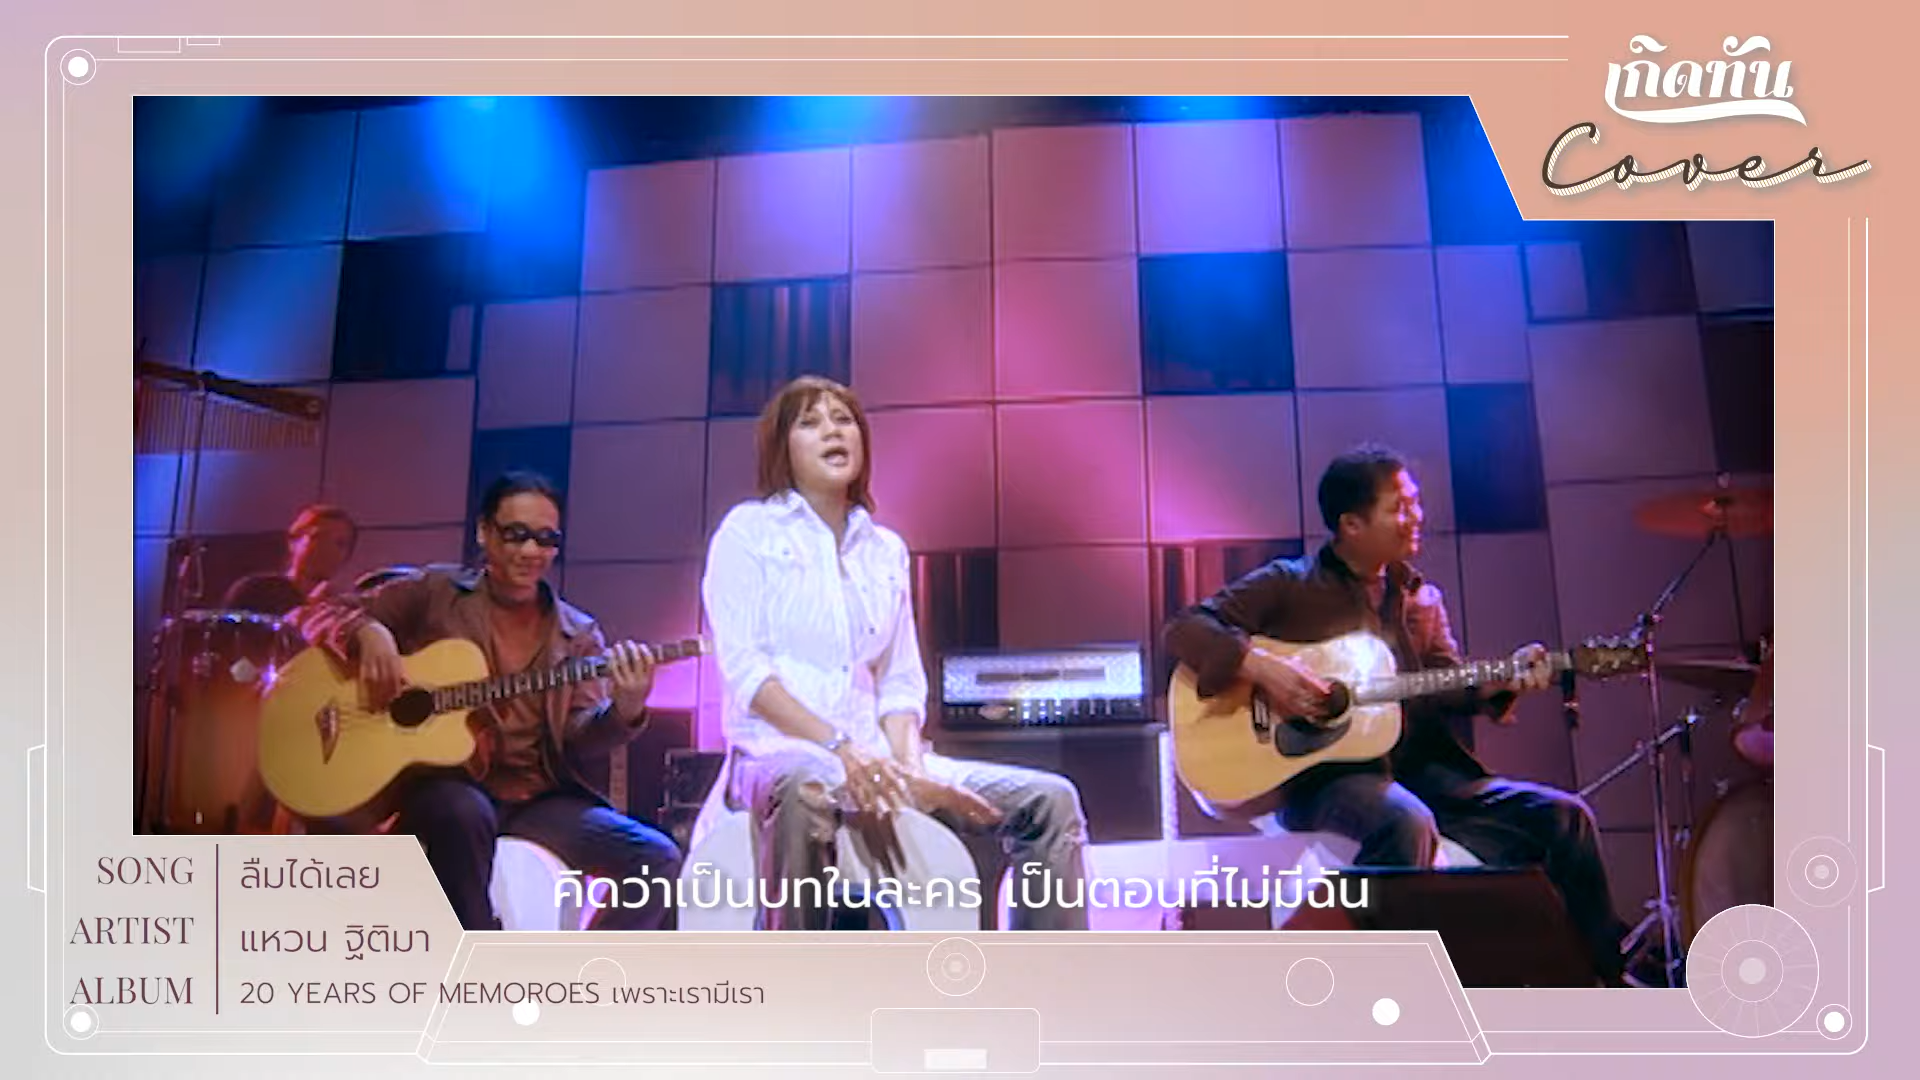 เกิดทัน
Cover
คิดว่าเป็นบทในละคร เป็นตอนที่ไม่มีฉัน
SONG ลืมได้เลย
ARTIST แหวน ฐิติมา
ALBUM 20 YEARS OF MEMOROES เพราะเรามีเรา